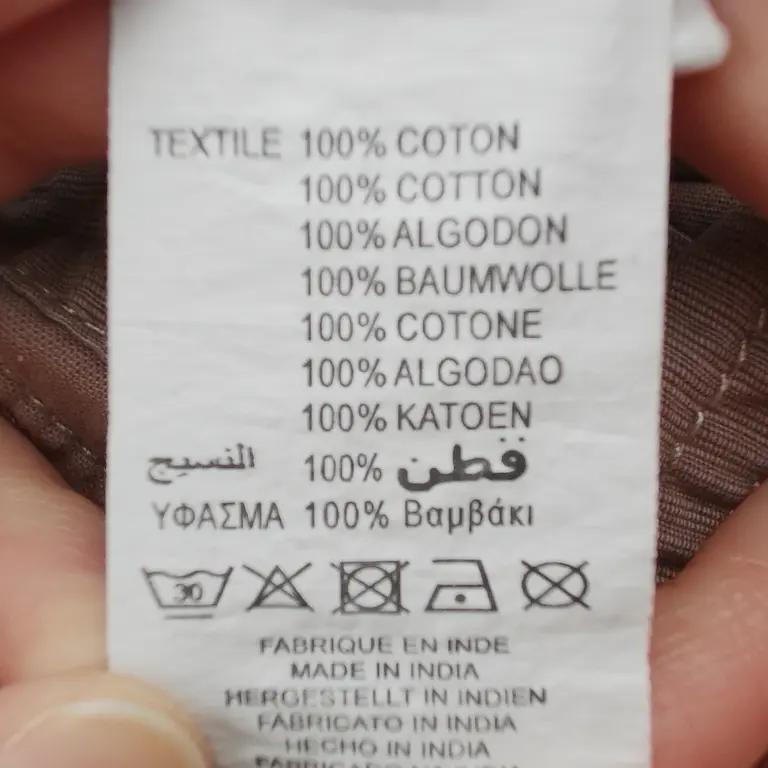 TEXTILE 100% COTON
100% COTTON
100% ALGODON
100% BAUMWOLLE
100% COTONE
100% ALGODAO
100% KATOEN
النسيج 100% قطن
ΥΦΑΣΜΑ 100% Βαμβάκι
30
FABRIQUE EN INDE
MADE IN INDIA
HERGESTELLT IN INDIEN
FABRICATO IN INDIA
HECHO IN INDIA